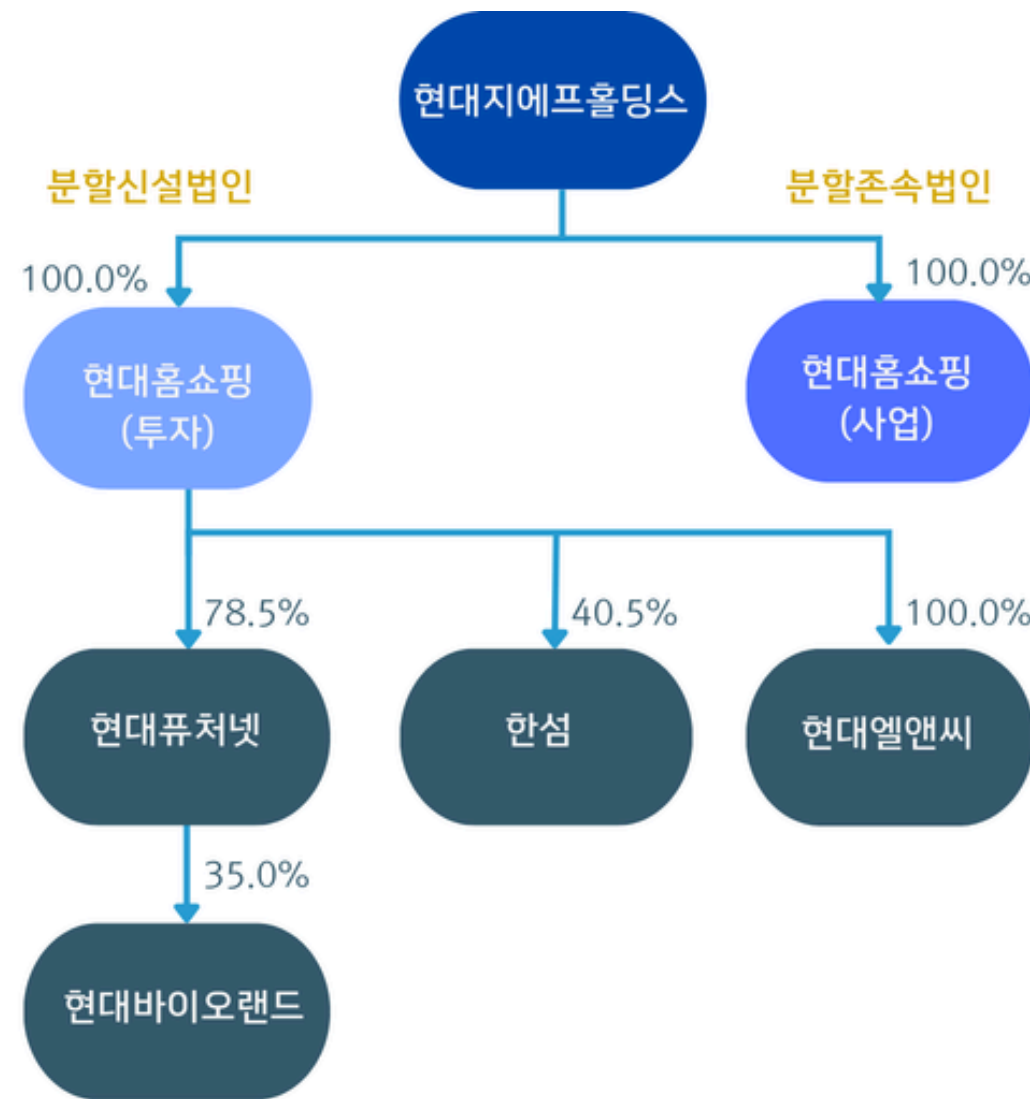 현대지에프홀딩스
분할신설법인
분할존속법인
100.0%
100.0%
현대홈쇼핑
(투자)
현대홈쇼핑
(사업)
78.5%
40.5%
100.0%
현대퓨처넷
한섬
현대엘앤씨
35.0%
현대바이오랜드